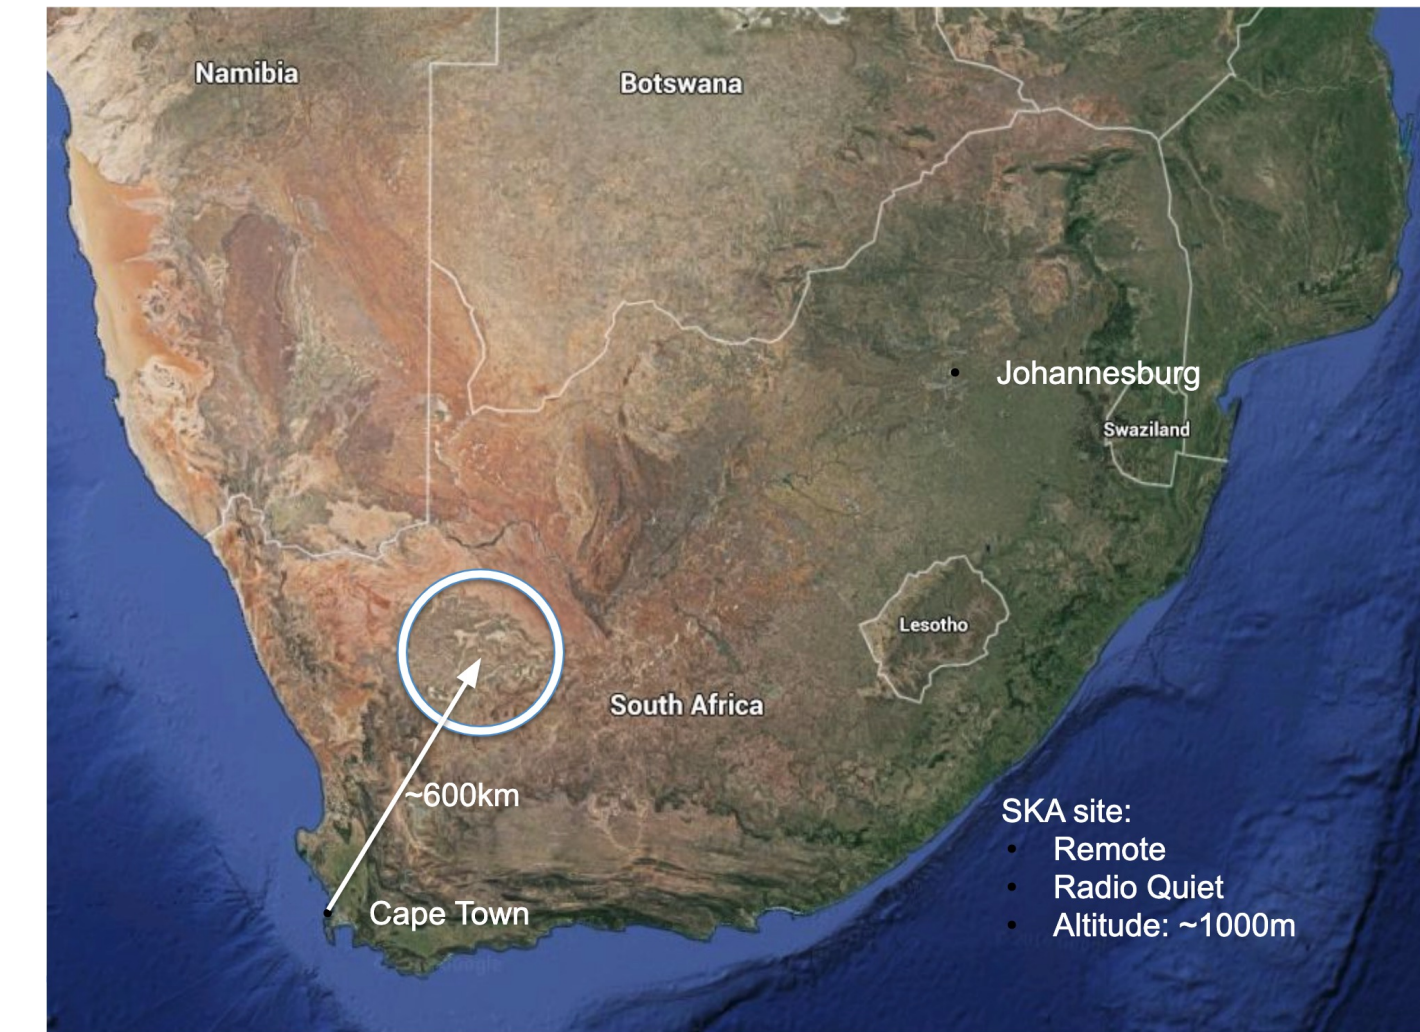 Namibia
Botswana
Johannesburg
Swaziland
Lesotho
South Africa
~600km
Cape Town
SKA site:
• Remote
• Radio Quiet
• Altitude: ~1000m